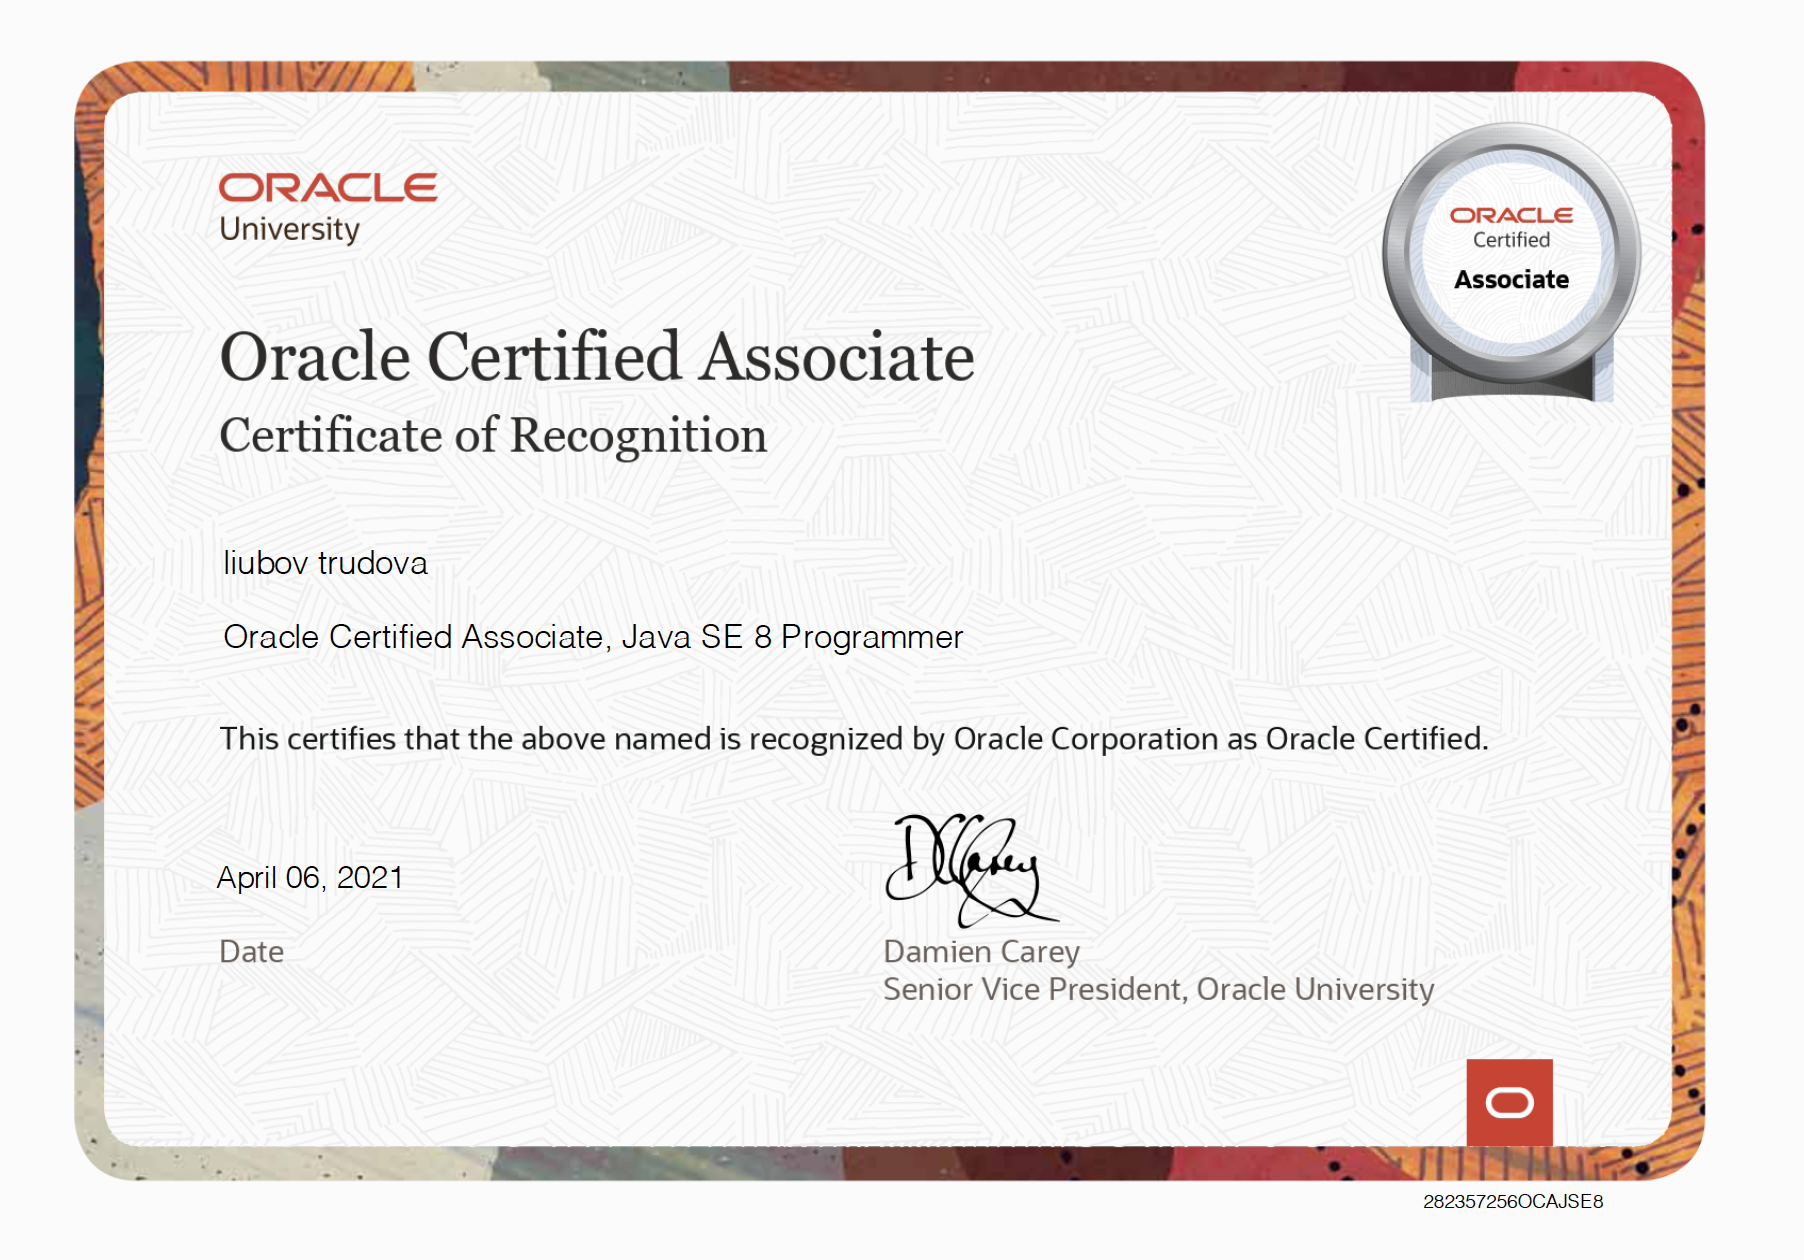 ORACLE
University
ORACLE
Certified
Associate
Oracle Certified Associate
Certificate of Recognition
liubov trudova
Oracle Certified Associate, Java SE 8 Programmer
This certifies that the above named is recognized by Oracle Corporation as Oracle Certified.
April 06, 2021
DCCarey
Date
Damien Carey
Senior Vice President, Oracle University
282357256OCAJSE8